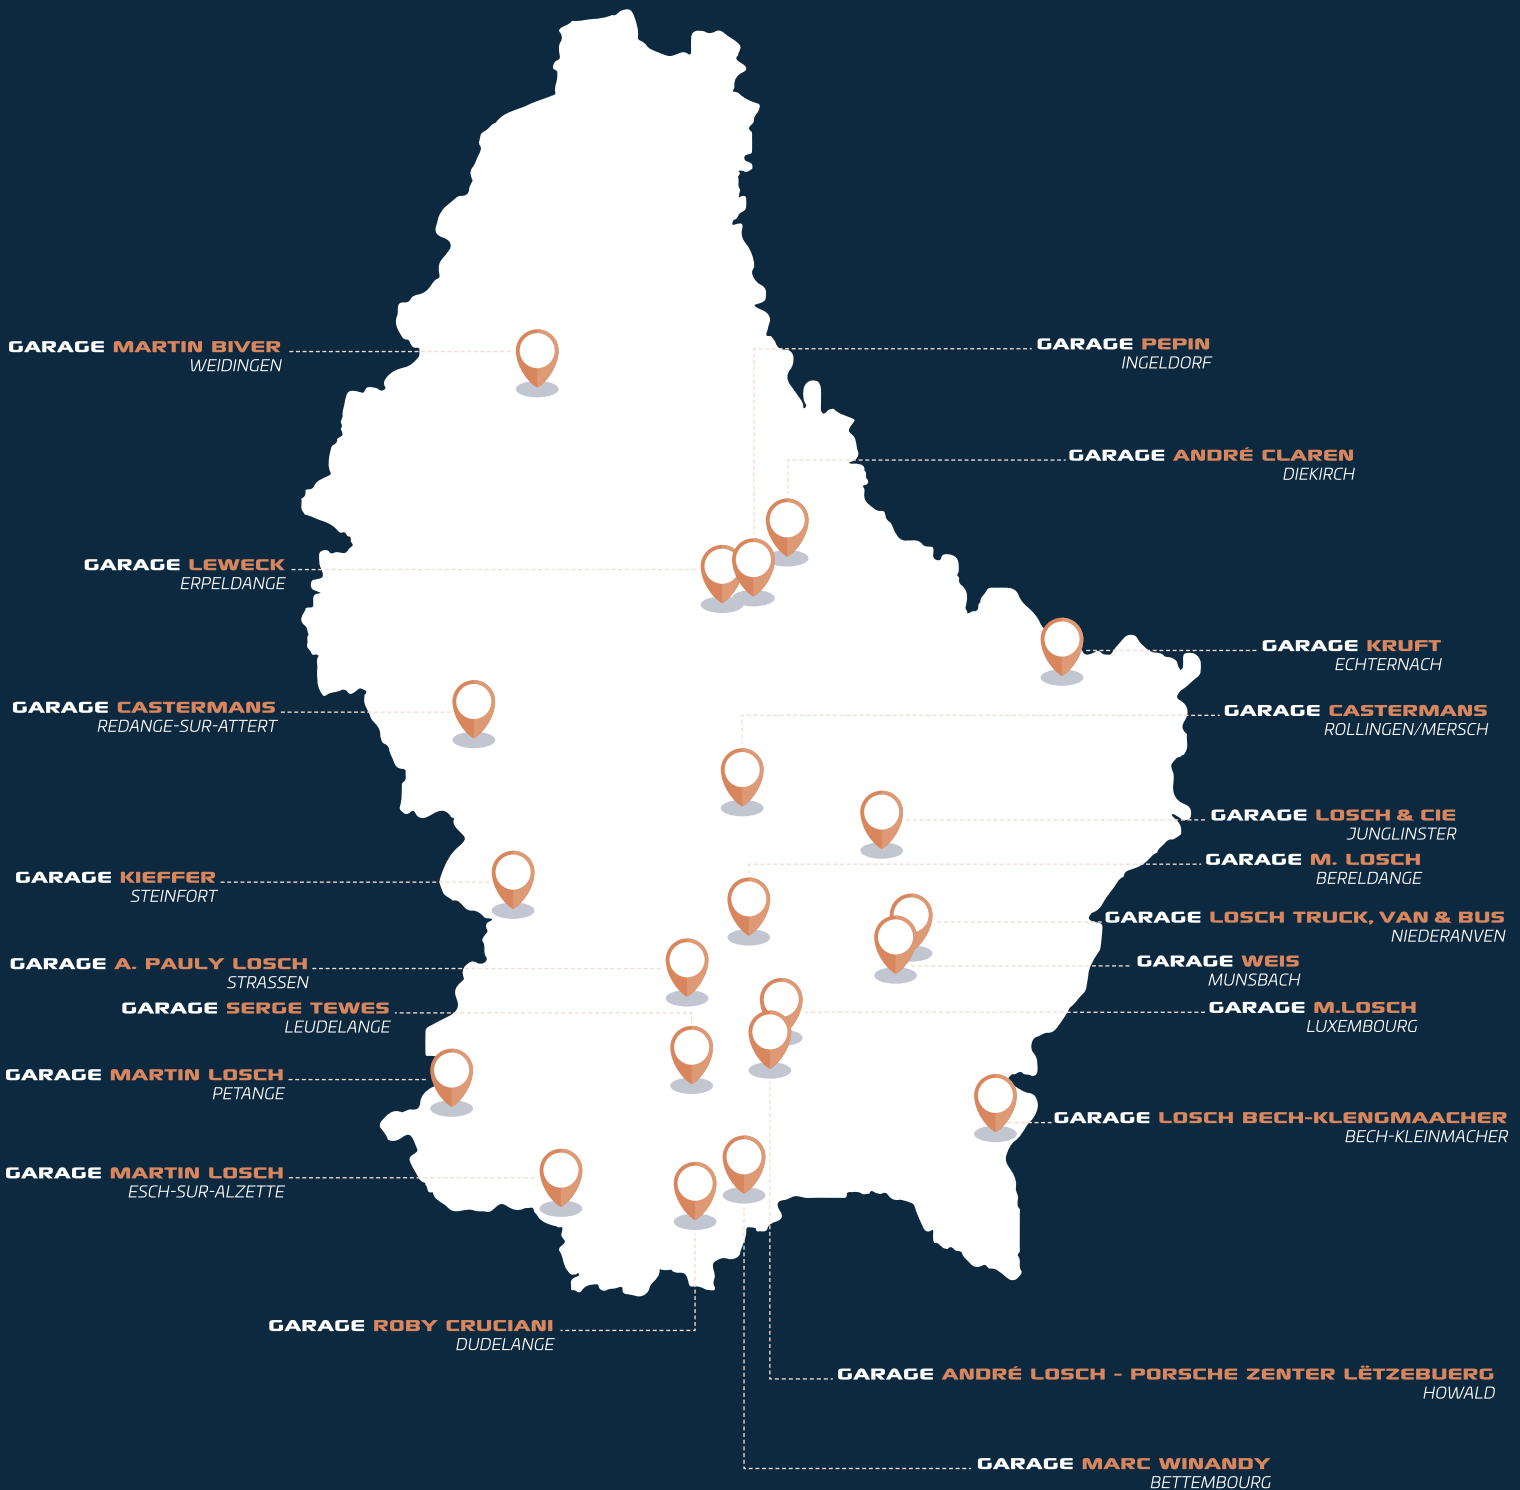 GARAGE MARTIN BIVER
WEIDINGEN
GARAGE PEPIN
INGELDORF
GARAGE ANDRÉ CLAREN
DIEKIRCH
GARAGE LEWECK
ERPELDANGE
GARAGE KRUFT
ECHTERNACH
GARAGE CASTERMANS
REDANGE-SUR-ATTERT
GARAGE CASTERMANS
ROLLINGEN/MERSCH
GARAGE LOSCH & CIE
JUNGLINSTER
GARAGE M. LOSCH
BERELDANGE
GARAGE KIEFFER
STEINFORT
GARAGE LOSCH TRUCK, VAN & BUS
NIEDERANVEN
GARAGE WEIS
MUNSBACH
GARAGE A. PAULY LOSCH
STRASSEN
GARAGE SERGE TEWES
LEUDELANGE
GARAGE M.LOSCH
LUXEMBOURG
GARAGE MARTIN LOSCH
PETANGE
GARAGE LOSCH BECH-KLENGMAACHER
BECH-KLEINMACHER
GARAGE MARTIN LOSCH
ESCH-SUR-ALZETTE
GARAGE ROBY CRUCIANI
DUDELANGE
GARAGE ANDRÉ LOSCH - PORSCHE ZENTER LËTZEBUERG
HOWALD
GARAGE MARC WINANDY
BETTEMBOURG